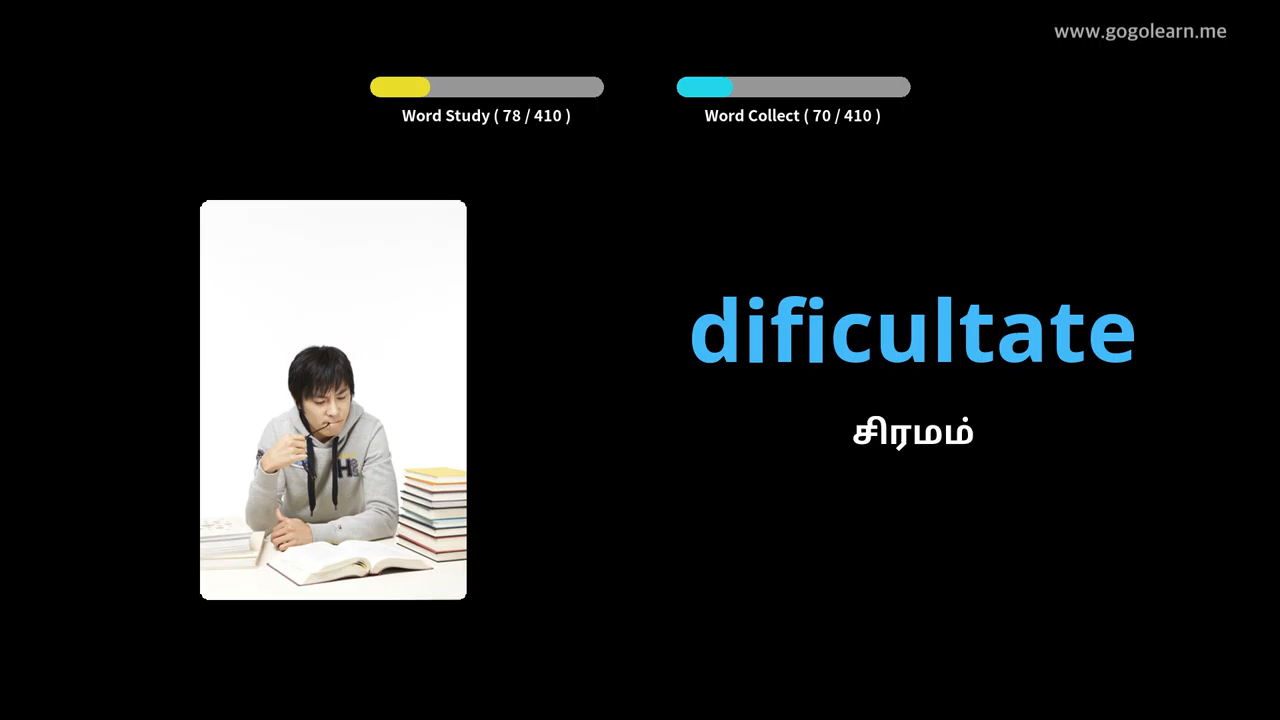 www.gogolearn.me
Word Study ( 78 / 410 )
Word Collect ( 70 / 410 )
dificultate
சிரமம்